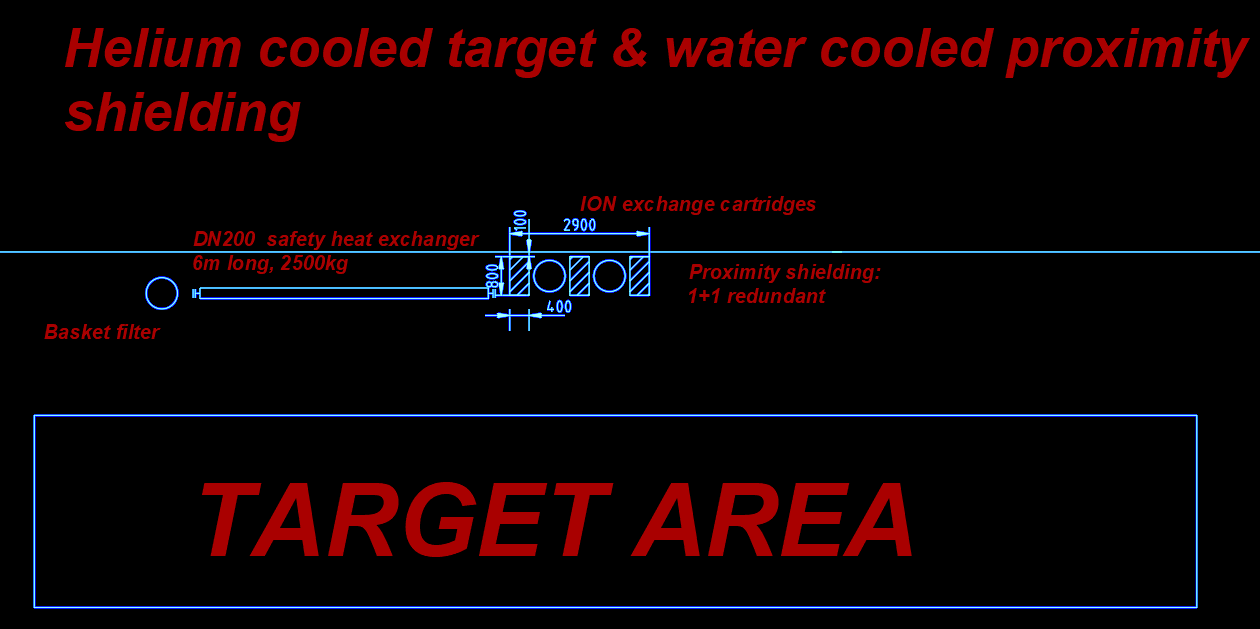 Helium cooled target & water cooled proximity
shielding
ION exchange cartridges
100
2900
DN200 safety heat exchanger
6m long, 2500kg
800
Proximity shielding:
1+1 redundant
400
Basket filter
TARGET AREA